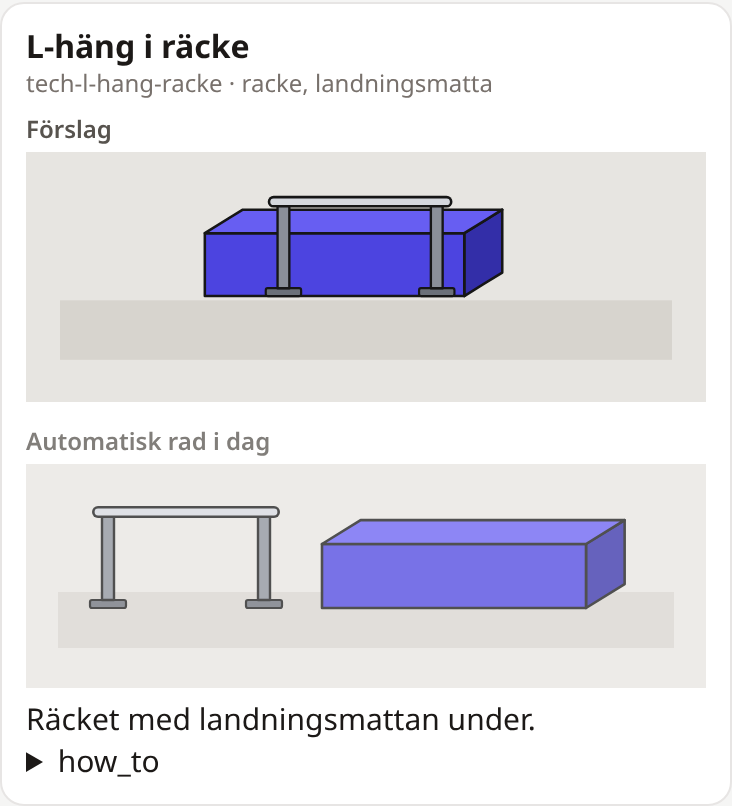 L-häng i räcke
tech-l-hang-racke · racke, landningsmatta
Förslag
Automatisk rad i dag
Räcket med landningsmattan under.
how_to